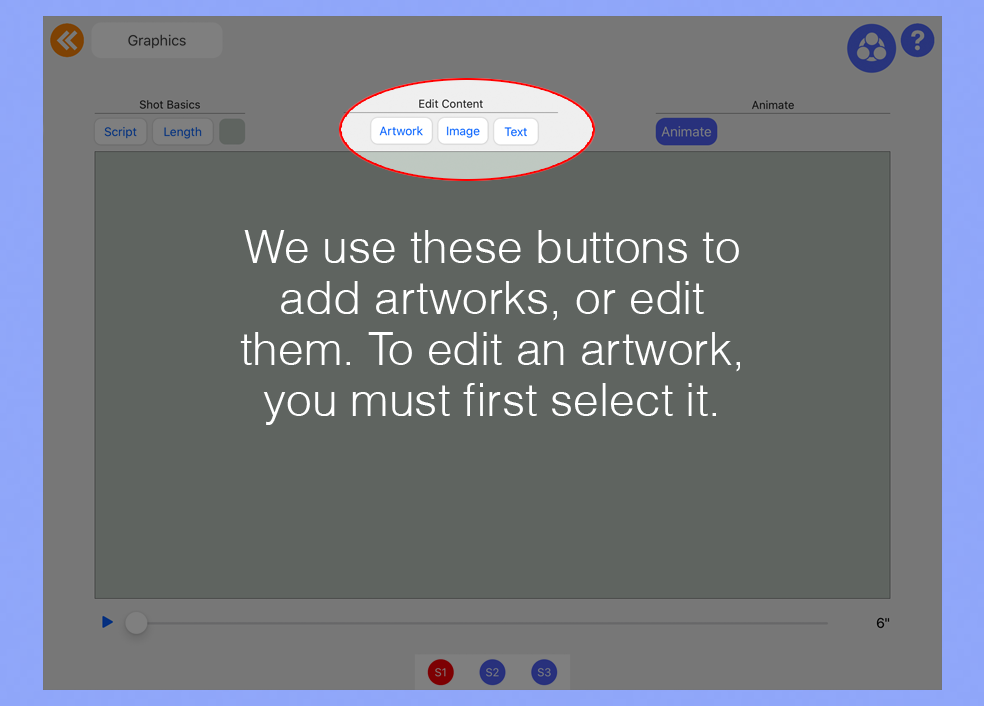 Graphics
?
Shot Basics
Edit Content
Animate
Script
Length
Artwork
Image
Text
Animate
We use these buttons to
add artworks, or edit
them. To edit an artwork,
you must first select it.
6"
S1
S2
S3